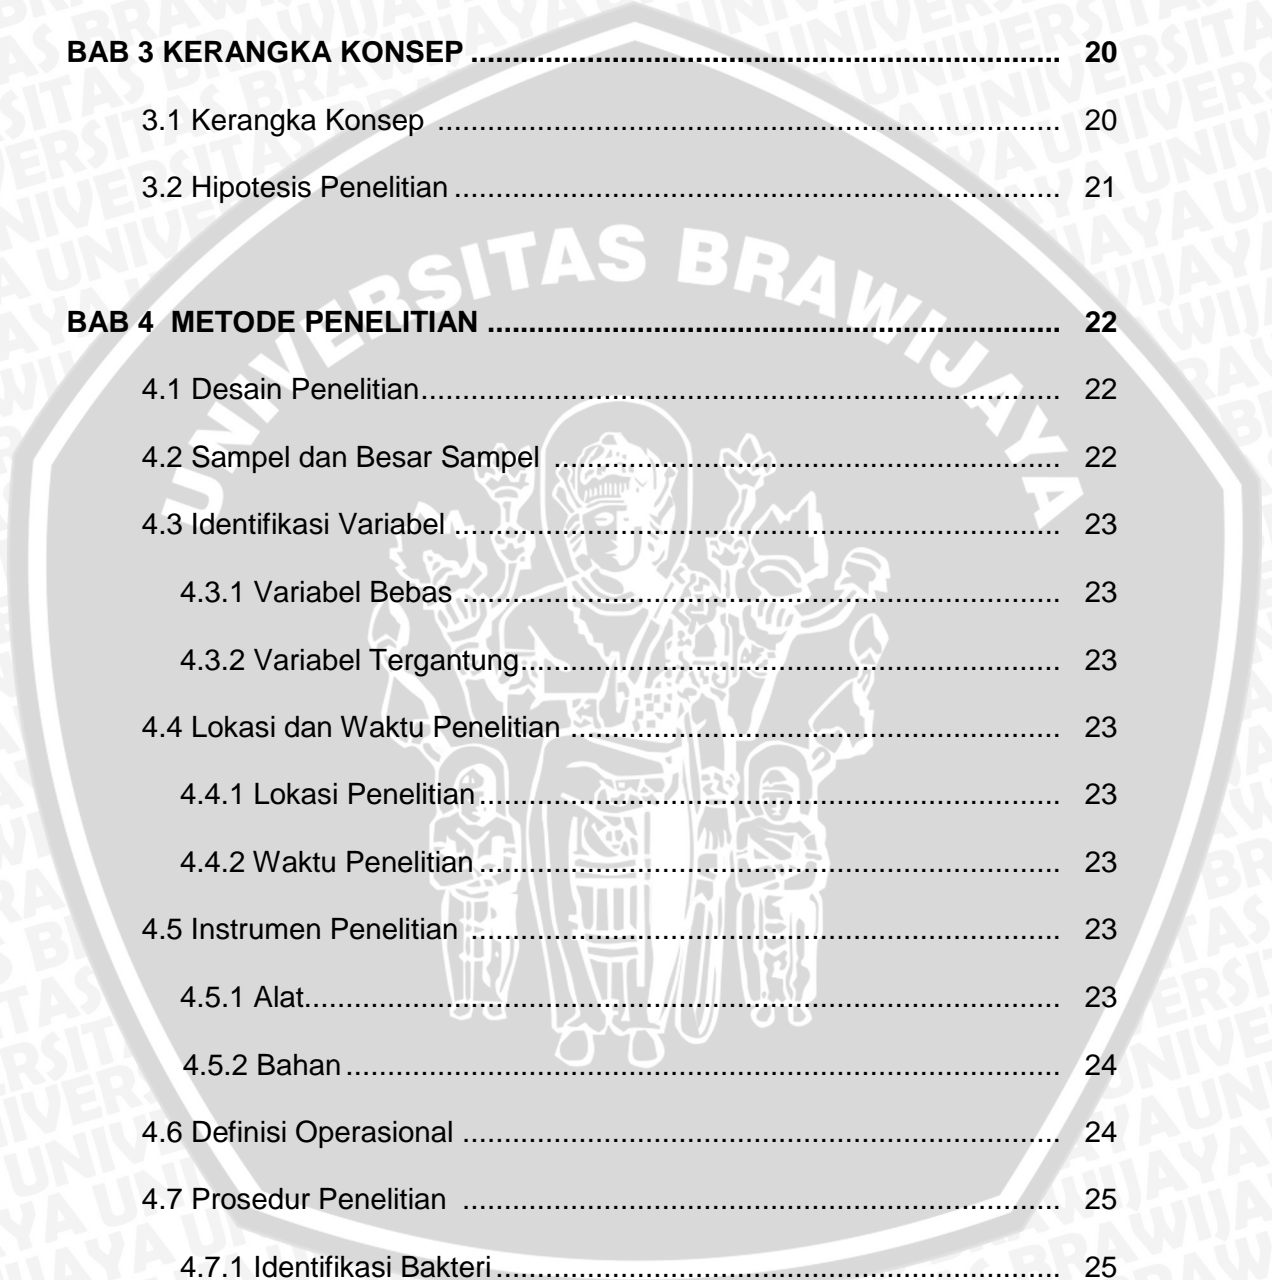 BAB 3 KERANGKA KONSEP ........................................................................ 20
3.1 Kerangka Konsep ........................................................................... 20
3.2 Hipotesis Penelitian ......................................................................... 21
UNIVERSITAS BRAWIJAYA
BAB 4 METODE PENELITIAN ...................................................................... 22
4.1 Desain Penelitian............................................................................. 22
4.2 Sampel dan Besar Sampel ............................................................. 22
4.3 Identifikasi Variabel ......................................................................... 23
4.3.1 Variabel Bebas ........................................................................ 23
4.3.2 Variabel Tergantung................................................................. 23
4.4 Lokasi dan Waktu Penelitian ........................................................... 23
4.4.1 Lokasi Penelitian...................................................................... 23
4.4.2 Waktu Penelitian...................................................................... 23
4.5 Instrumen Penelitian ....................................................................... 23
4.5.1 Alat........................................................................................... 23
4.5.2 Bahan ...................................................................................... 24
4.6 Definisi Operasional ........................................................................ 24
4.7 Prosedur Penelitian ........................................................................ 25
4.7.1 Identifikasi Bakteri.................................................................... 25